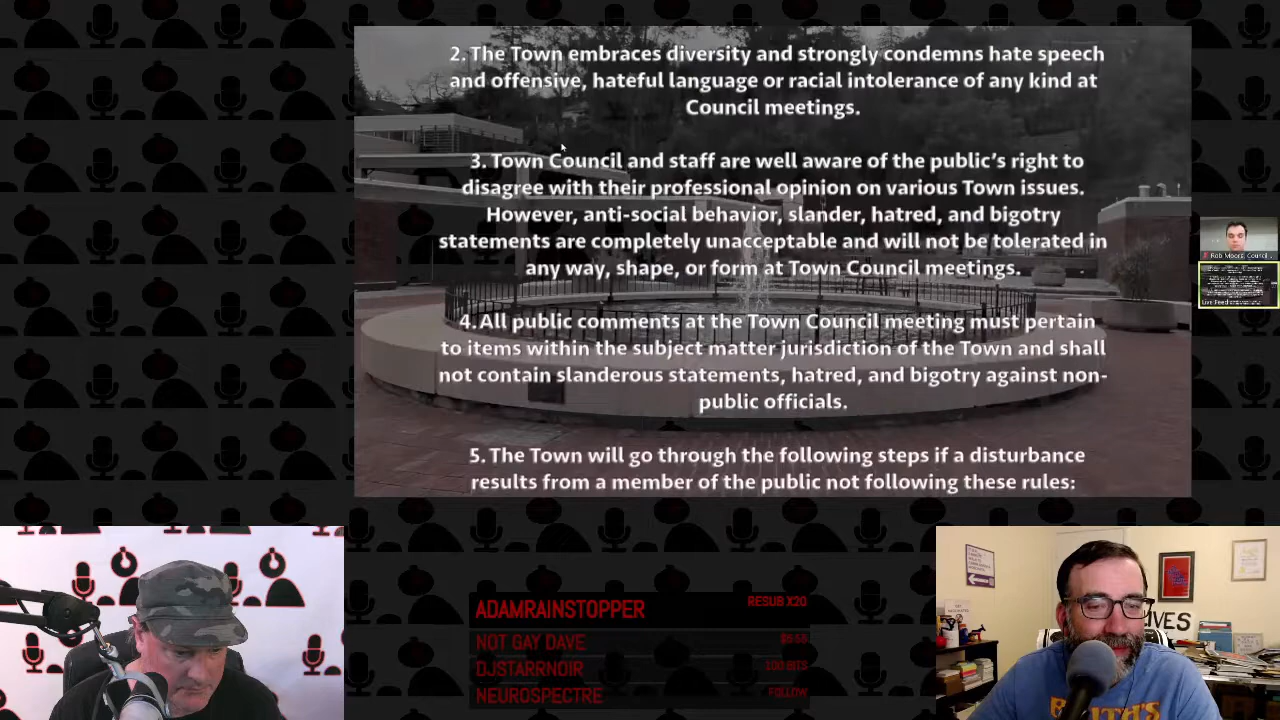 2. The Town embraces diversity and strongly condemns hate speech
and offensive, hateful language or racial intolerance of any kind at
Council meetings.
3. Town Council and staff are well aware of the public's right to
disagree with their professional opinion on various Town issues.
However, anti-social behavior, slander, hatred, and bigotry
statements are completely unacceptable and will not be tolerated in
any way, shape, or form at Town Council meetings.
4. All public comments at the Town Council meeting must pertain
to items within the subject matter jurisdiction of the Town and shall
not contain slanderous statements, hatred, and bigotry against non-
public officials.
5. The Town will go through the following steps if a disturbance
results from a member of the public not following these rules:
Rob Moore, Council ...
Live Feed
ADAMRAINSTOPPER RESUB X20
NOT GAY DAVE
DJSTARRNOIR 100 BITS
NEUROSPECTRE FOLLOW
IVES